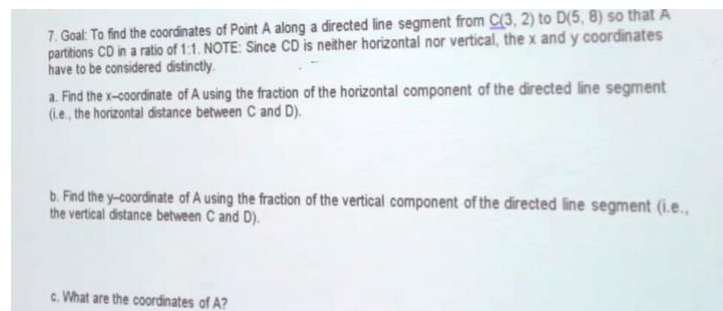 7. Goal: To find the coordinates of Point A along a directed line segment from C(3, 2) to D(5, 8) so that A
partitions CD in a ratio of 1:1. NOTE: Since CD is neither horizontal nor vertical, the x and y coordinates
have to be considered distinctly.
a. Find the x-coordinate of A using the fraction of the horizontal component of the directed line segment
(i.e., the horizontal distance between C and D).
b. Find the y-coordinate of A using the fraction of the vertical component of the directed line segment (i.e.,
the vertical distance between C and D).
c. What are the coordinates of A?